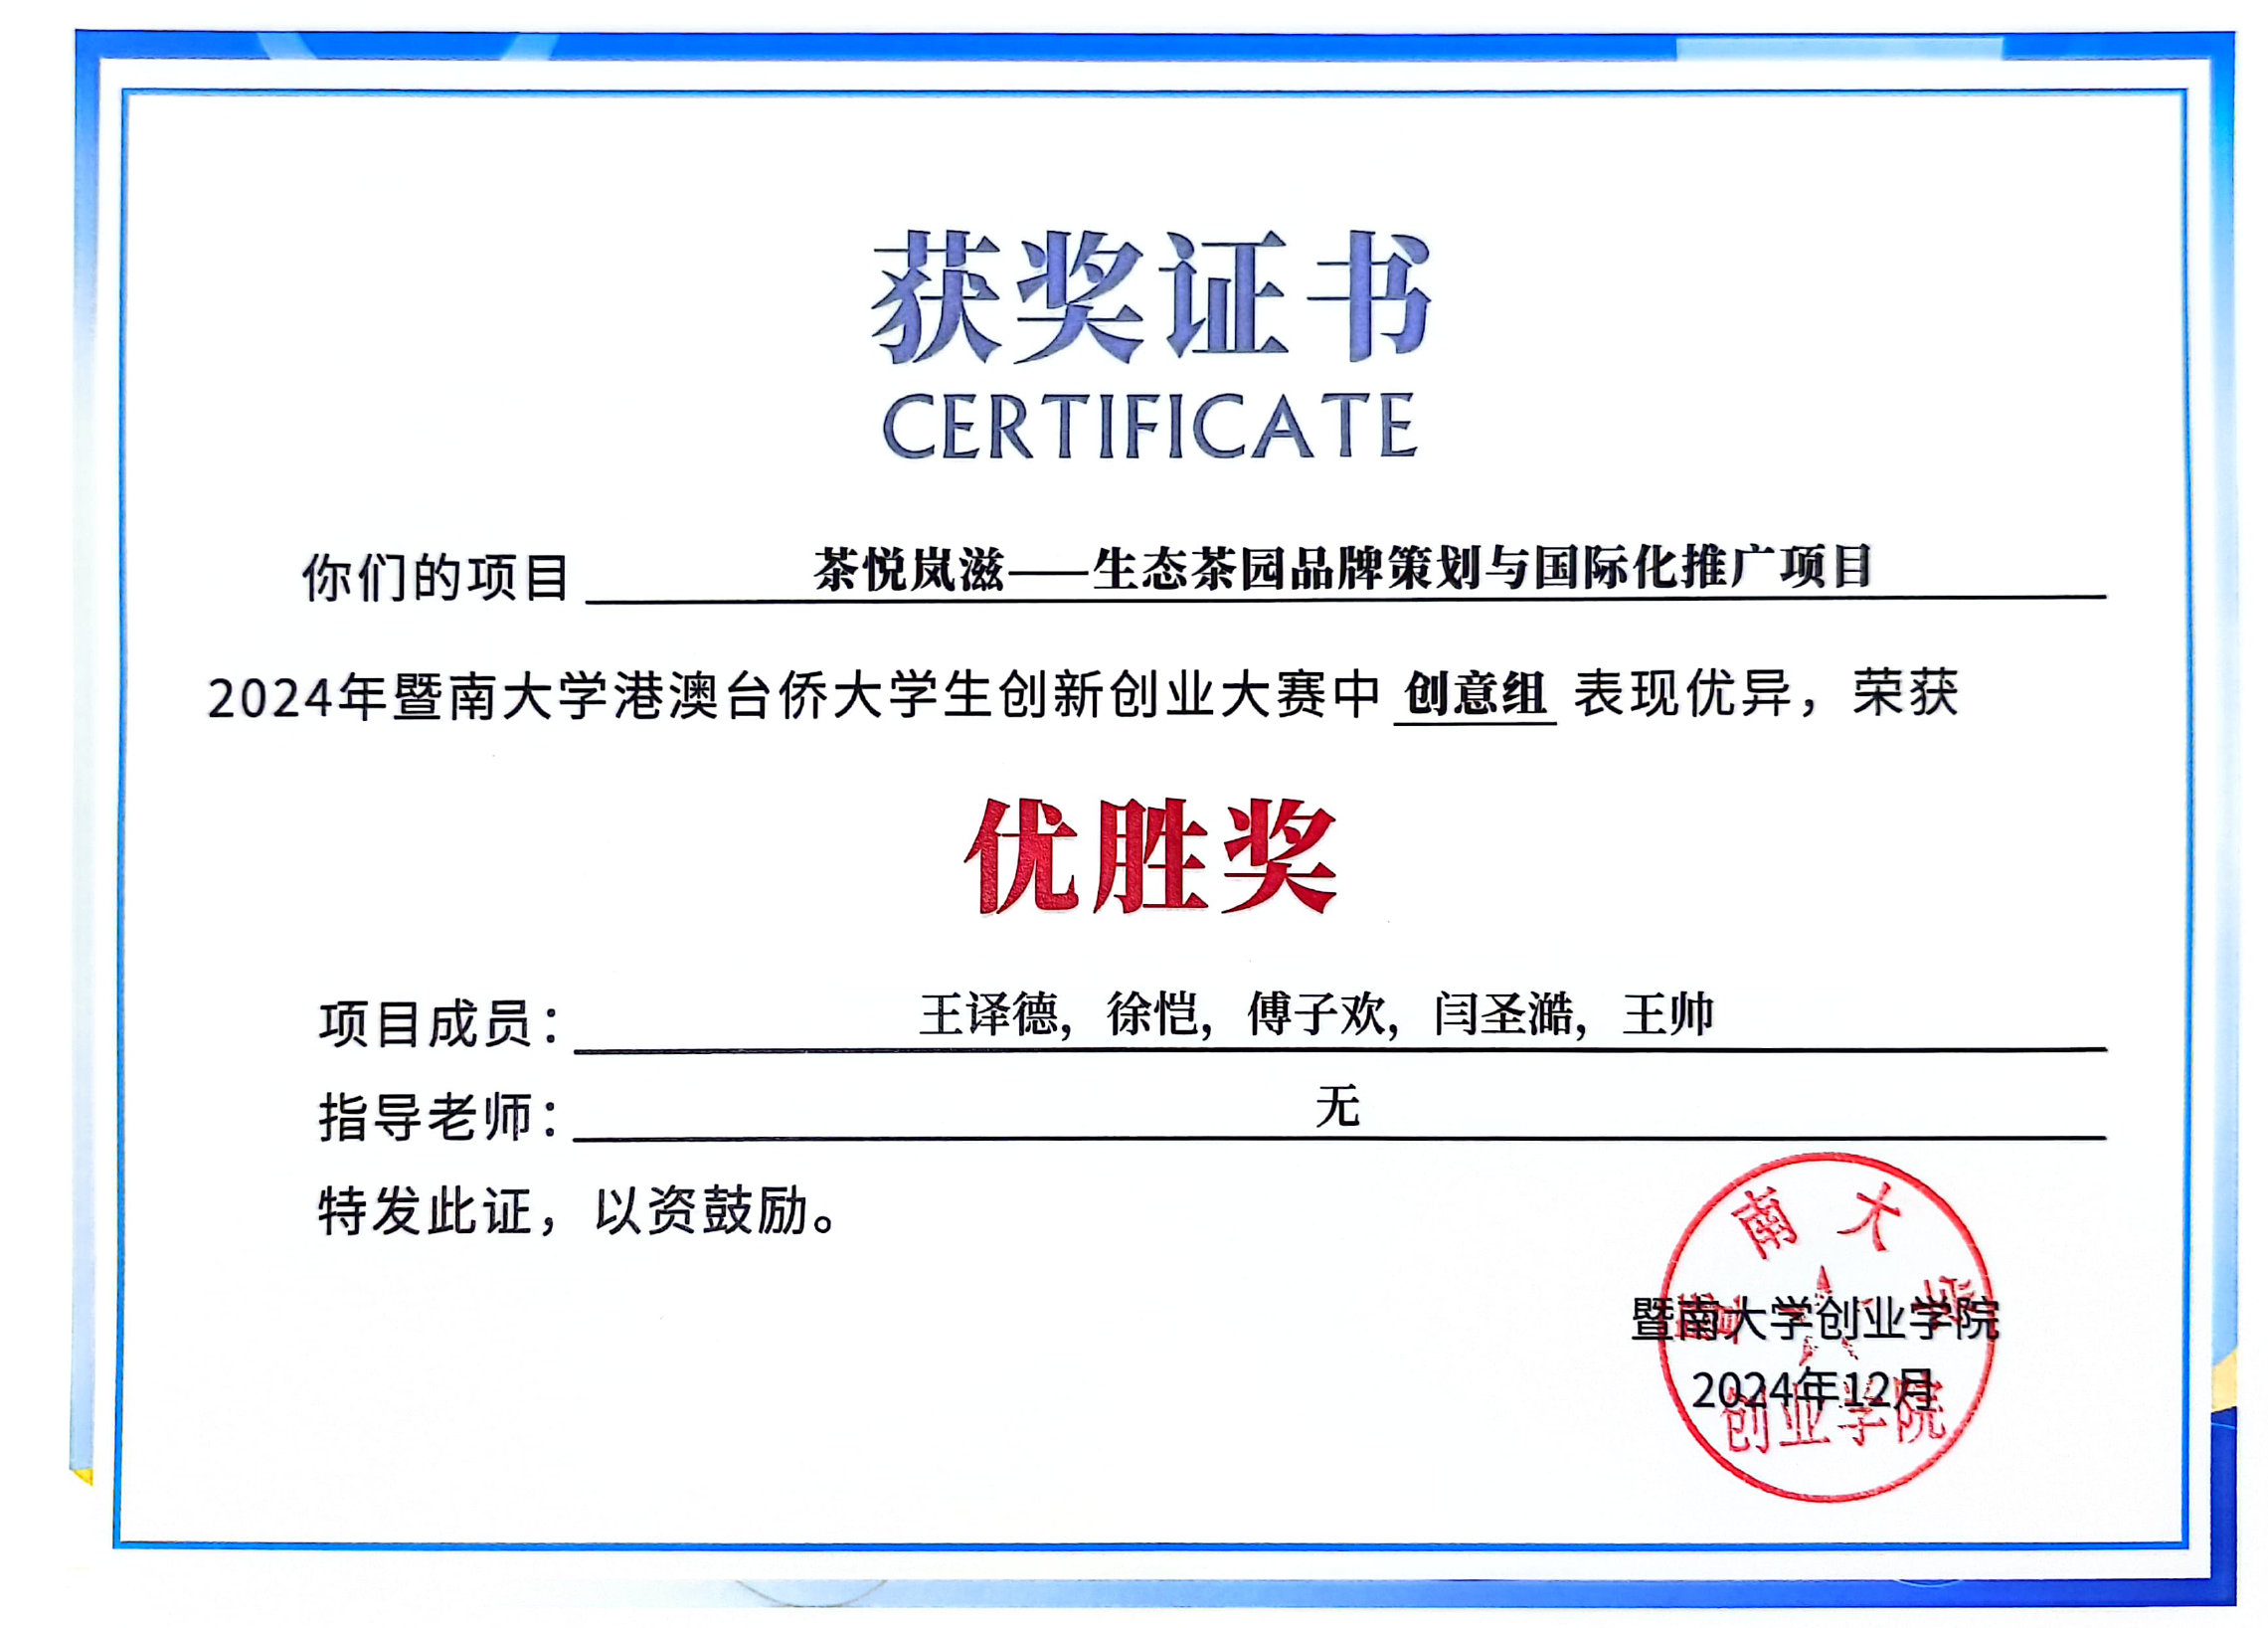 获奖证书
CERTIFICATE
你们的项目 茶悦岚滋——生态茶园品牌策划与国际化推广项目
2024年暨南大学港澳台侨大学生创新创业大赛中 创意组 表现优异，荣获
优胜奖
项目成员： 王译德，徐恺，傅子欢，闫圣澔，王帅
指导老师： 无
特发此证，以资鼓励。
暨南大学创业学院
2024年12月
暨南大学
创业学院